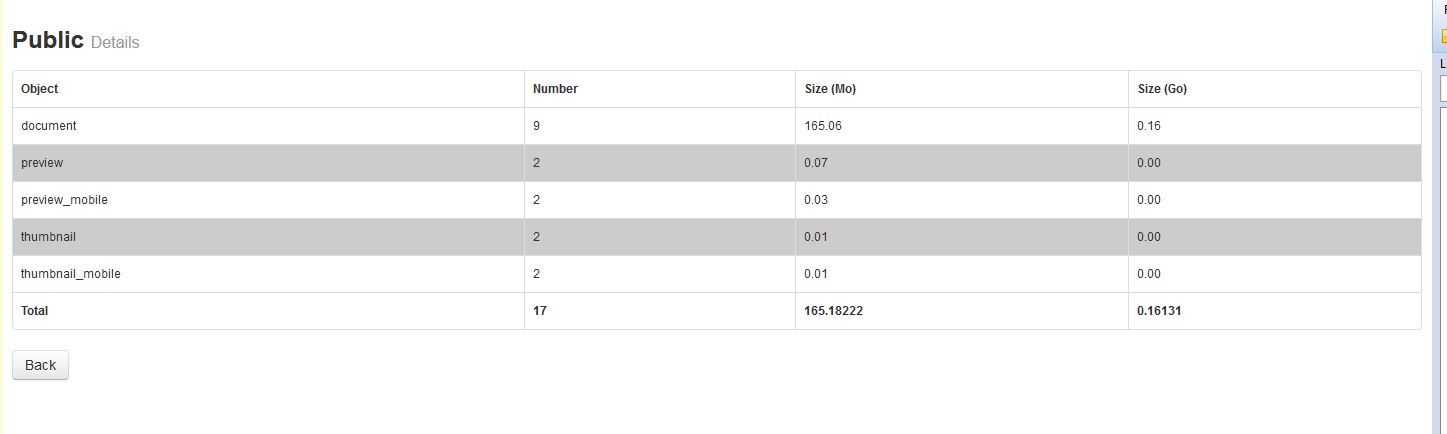 Public Details
Object Number Size (Mo) Size (Go)
document 9 165.06 0.16
preview 2 0.07 0.00
preview_mobile 2 0.03 0.00
thumbnail 2 0.01 0.00
thumbnail_mobile 2 0.01 0.00
Total 17 165.18222 0.16131
Back